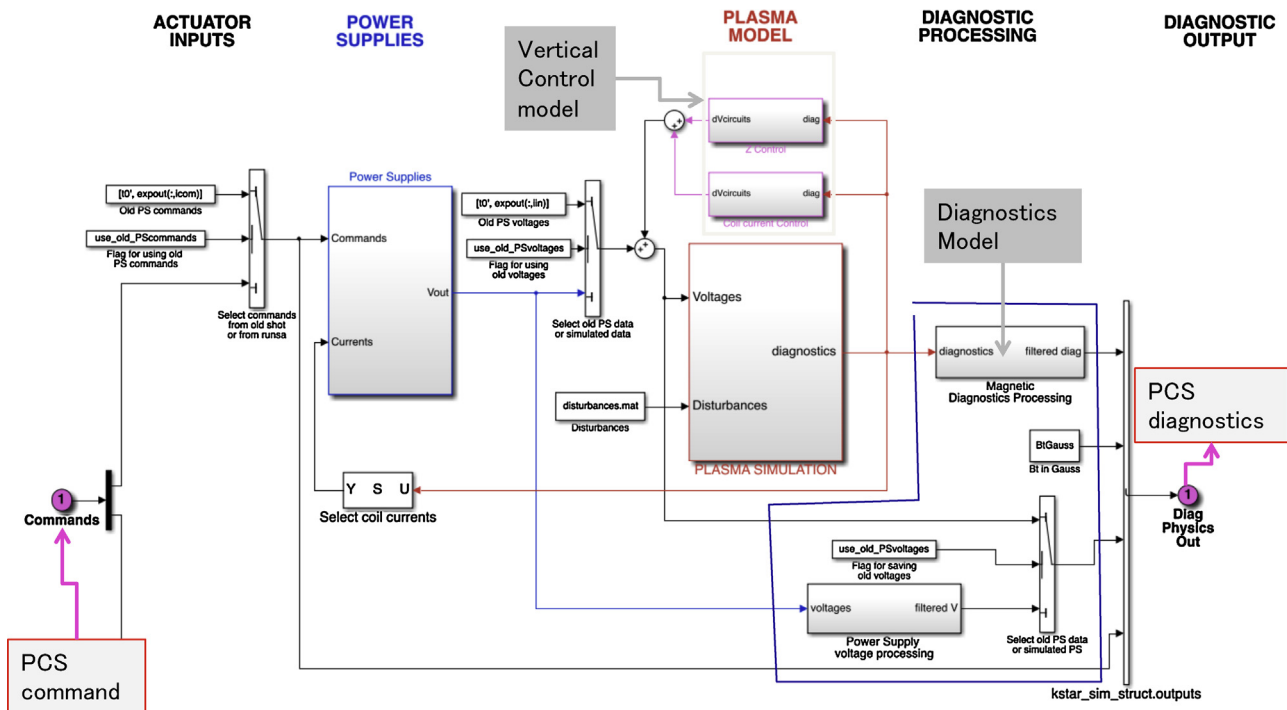 ACTUATOR
INPUTS
POWER
SUPPLIES
PLASMA
MODEL
DIAGNOSTIC
PROCESSING
DIAGNOSTIC
OUTPUT
Vertical
Control
model
dVcircuits
diag
Z Control
dVcircuits
diag
Coil current Control
[t0', expout(:,icom)]
Old PS commands
use_old_PScommands
Flag for using old
PS commands
Select commands
from old shot
or from runsa
Power Supplies
Commands
Vout
Currents
[t0', expout(:,iin)]
Old PS voltages
use_old_PSvoltages
Flag for using
old voltages
Select old PS data
or simulated data
Voltages
diagnostics
Disturbances
PLASMA SIMULATION
disturbances.mat
Disturbances
Diagnostics
Model
diagnostics
filtered diag
Magnetic
Diagnostics Processing
PCS
diagnostics
BtGauss
Bt in Gauss
1
Commands
Y S U
Select coil currents
1
Diag
Physics
Out
use_old_PSvoltages
Flag for saving
old voltages
voltages
filtered V
Power Supply
voltage processing
Select old PS data
or simulated PS
PCS
command
kstar_sim_struct.outputs